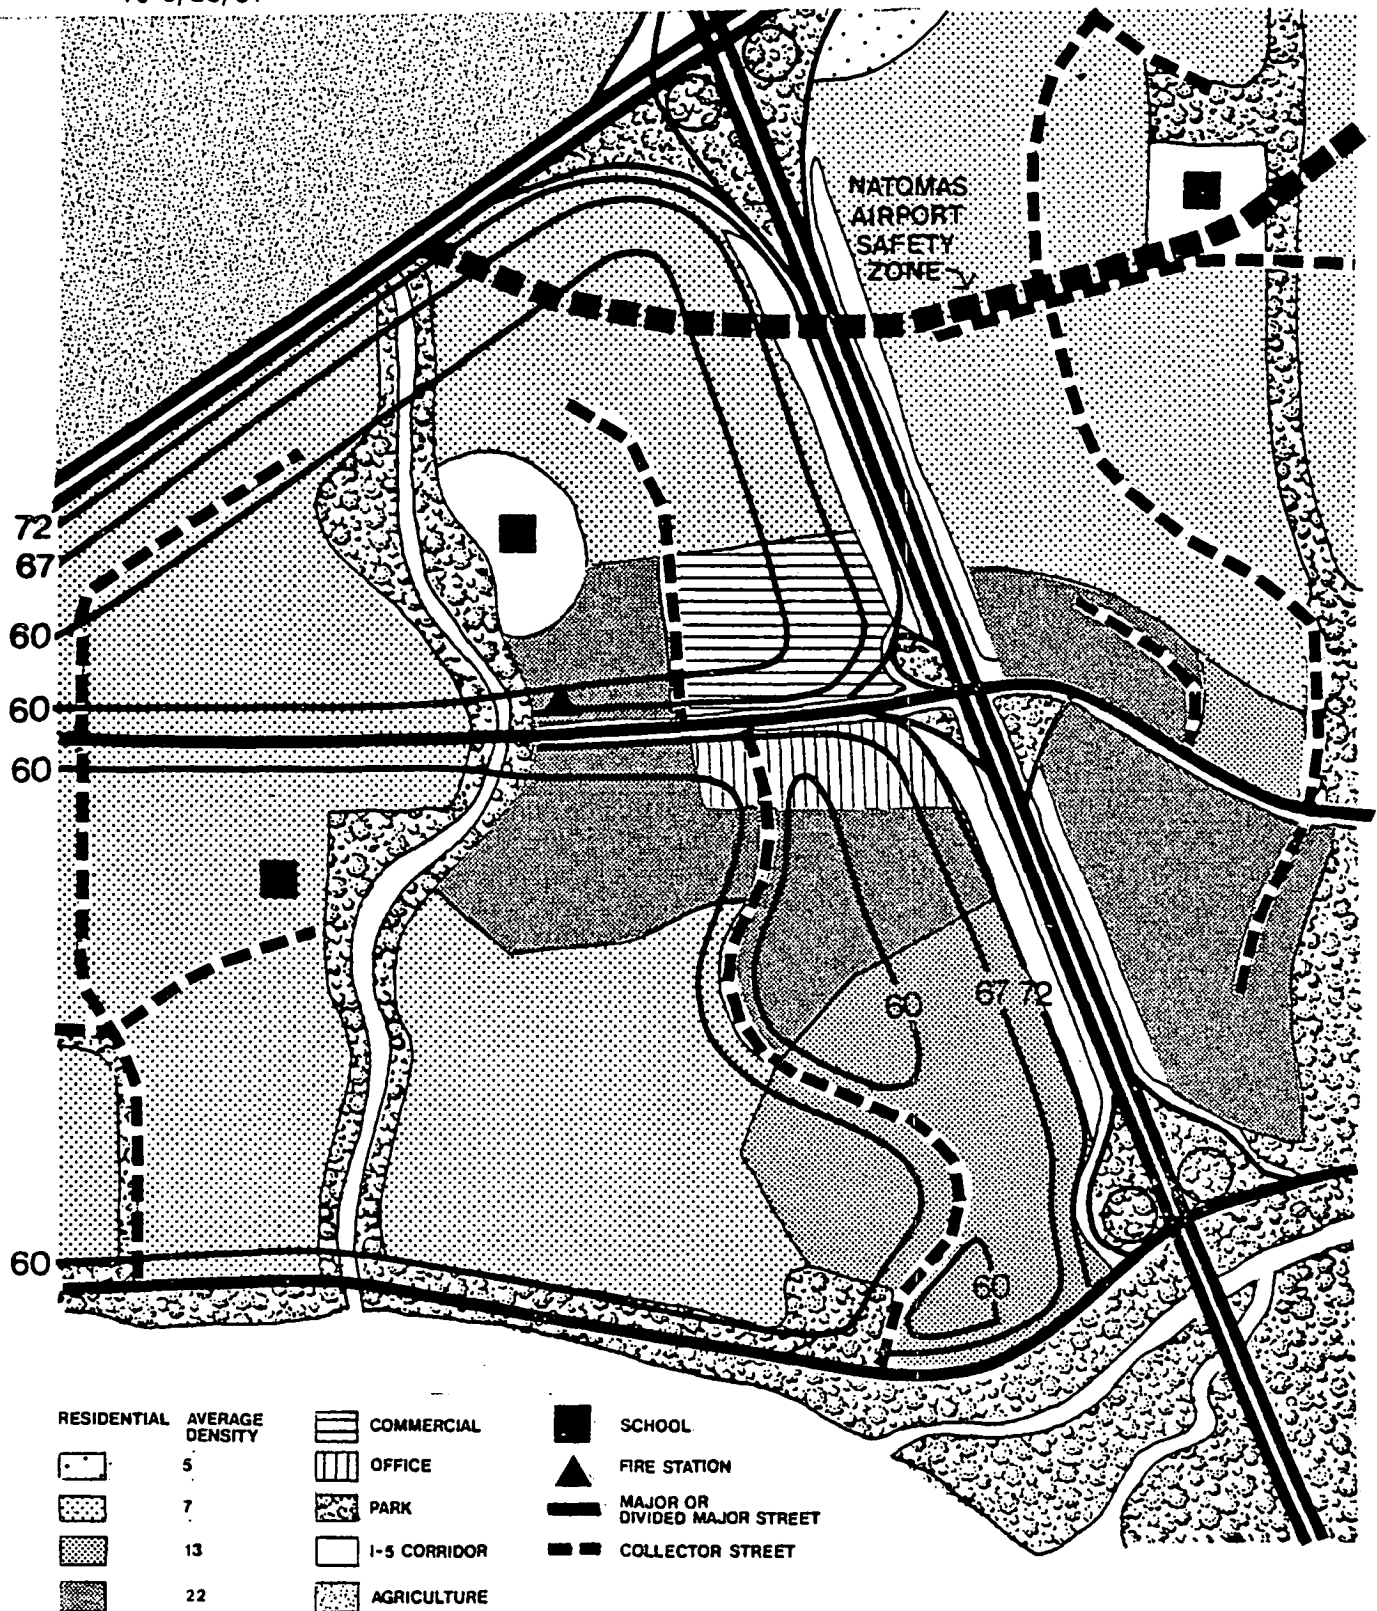 NATOMAS
AIRPORT
SAFETY
ZONE
72
67
60
60
60
60
67 72
60
60
RESIDENTIAL AVERAGE DENSITY
5
7
13
22
COMMERCIAL
OFFICE
PARK
I-5 CORRIDOR
AGRICULTURE
SCHOOL
FIRE STATION
MAJOR OR
DIVIDED MAJOR STREET
COLLECTOR STREET